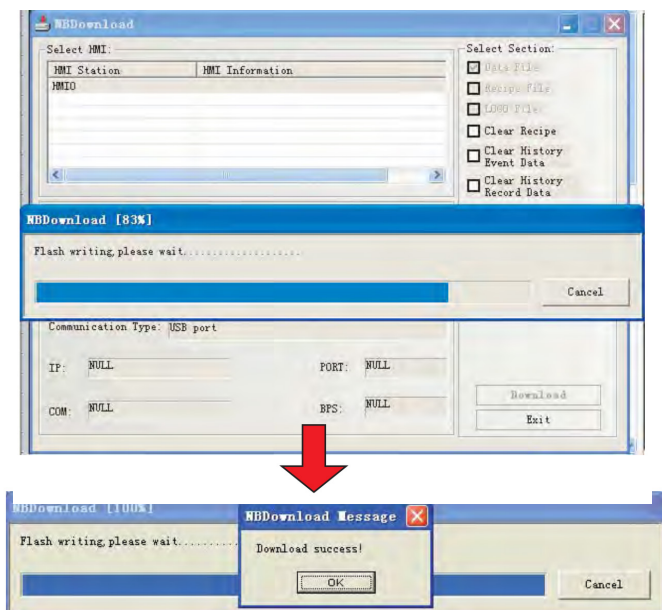 NBDownload
Select HMI:
HMI Station HMI Information
HMI0
Select Section:
Data File
Recipe File
LOGO File
Clear Recipe
Clear History
Event Data
Clear History
Record Data
NBDownload [83%]
Flash writing,please wait.....................
Cancel
Communication Type: USB port
IP: NULL PORT: NULL
COM: NULL BPS: NULL
Download
Exit
NBDownload [100%]
Flash writing,please wait..........
NBDownload Message
Download success!
OK
Cancel